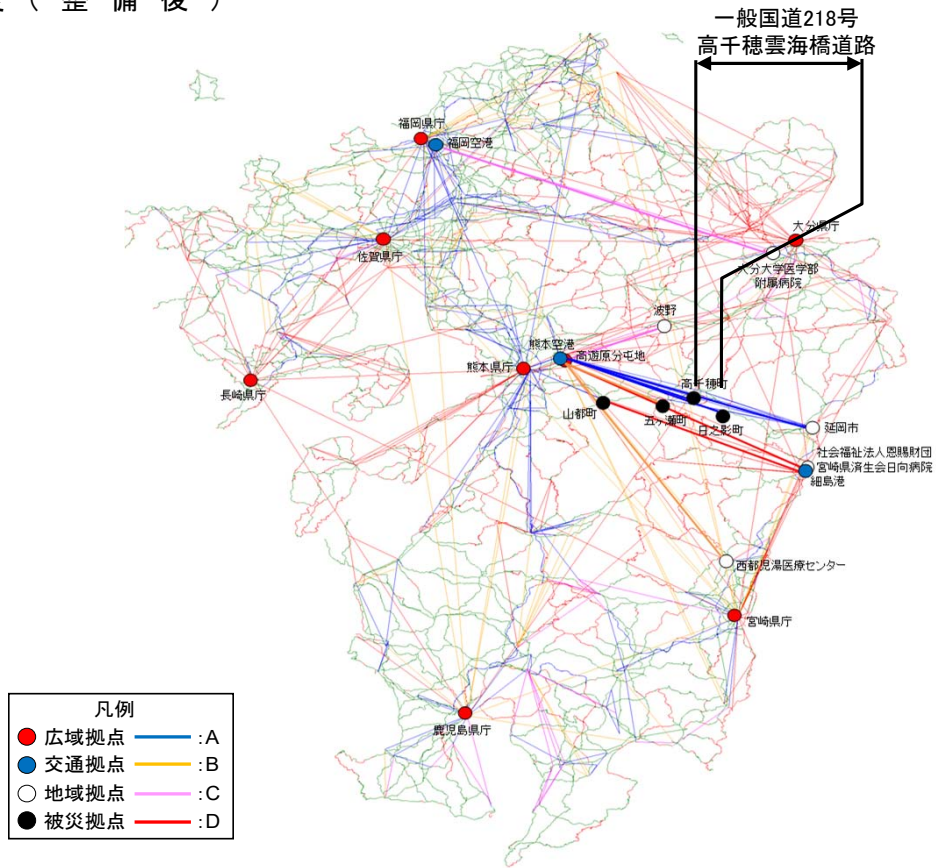 （ 整 備 後 ）
一般国道218号
高千穂雲海橋道路
福岡県庁
福岡空港
大分県庁
佐賀県庁
大分大学医学部
附属病院
波野
熊本空港
高遊原分屯地
熊本県庁
長崎県庁
高千穂町
山都町
五ヶ瀬町
日之影町
延岡市
社会福祉法人恩賜財団
宮崎県済生会日向病院
細島港
西都児湯医療センター
宮崎県庁
鹿児島県庁
凡例
広域拠点 :A
交通拠点 :B
地域拠点 :C
被災拠点 :D